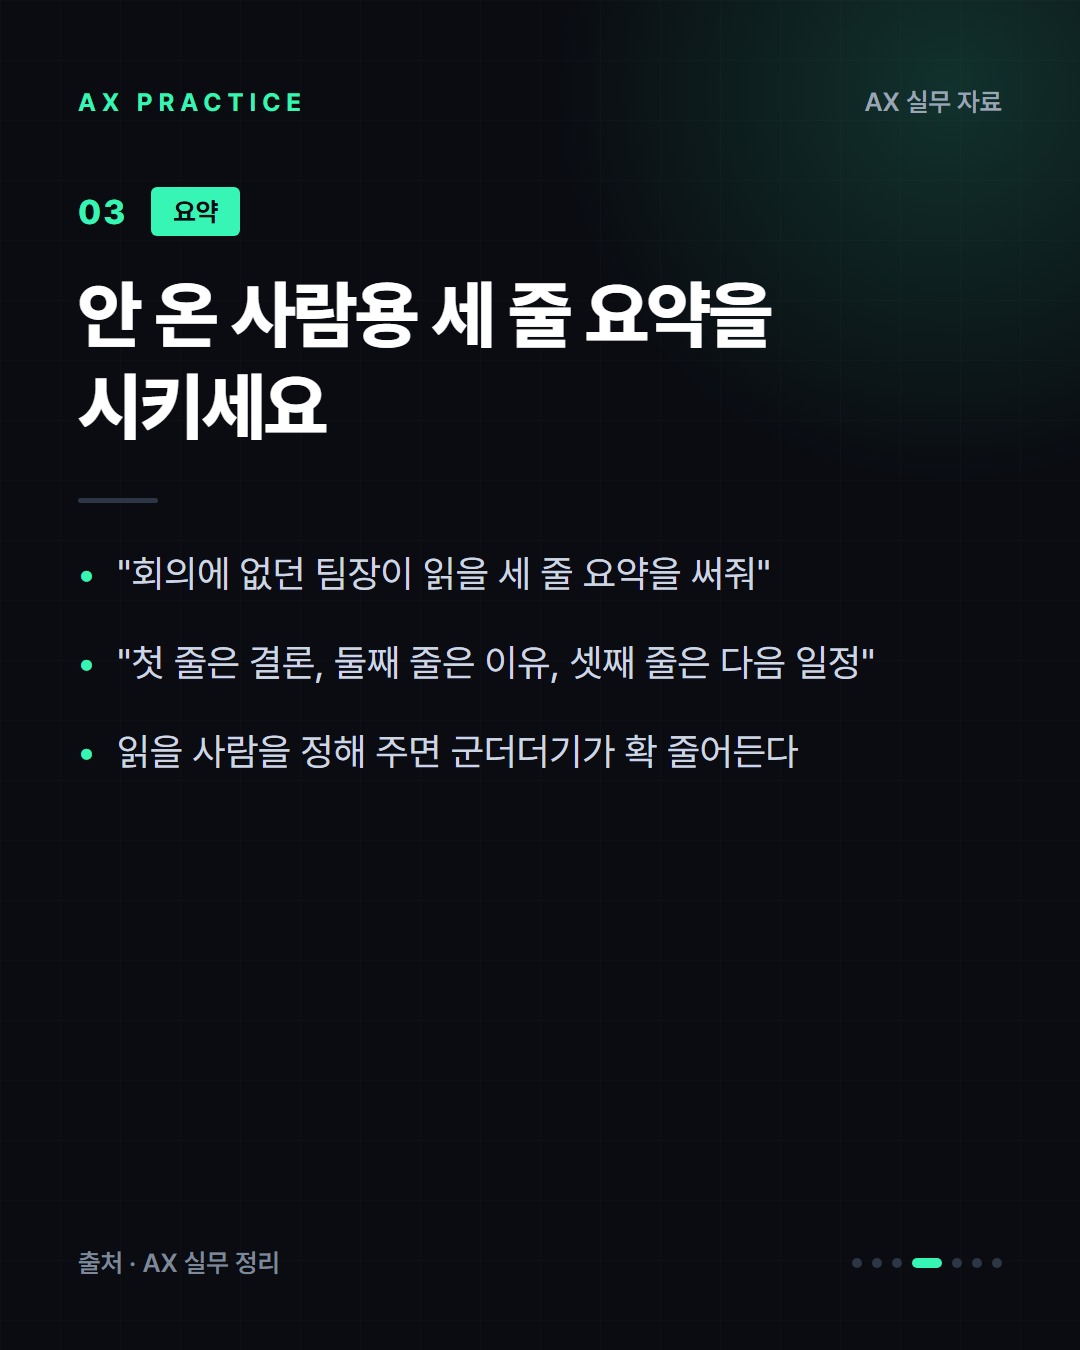 AX PRACTICE
AX 실무 자료
03
요약
안 온 사람용 세 줄 요약을
시키세요
• "회의에 없던 팀장이 읽을 세 줄 요약을 써줘"
• "첫 줄은 결론, 둘째 줄은 이유, 셋째 줄은 다음 일정"
• 읽을 사람을 정해 주면 군더더기가 확 줄어든다
출처 · AX 실무 정리